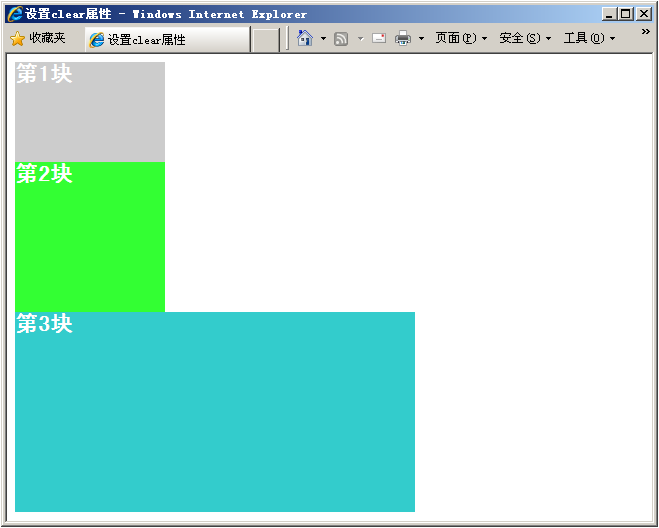 设置clear属性 - Windows Internet Explorer
收藏夹 设置clear属性 页面(P) 安全(S) 工具(O) »
第1块
第2块
第3块